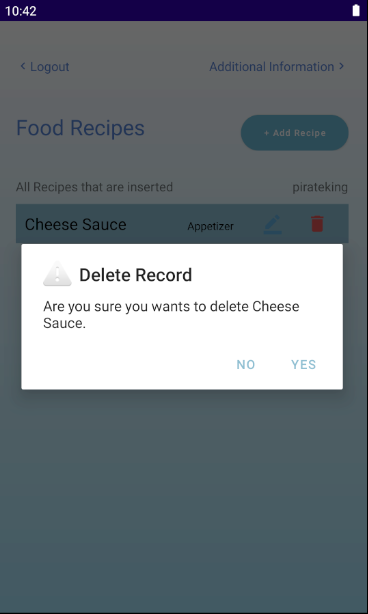 10:42
Logout
Additional Information
Food Recipes
+ Add Recipe
All Recipes that are inserted
pirateking
Cheese Sauce
Appetizer
Delete Record
Are you sure you wants to delete Cheese
Sauce.
NO
YES